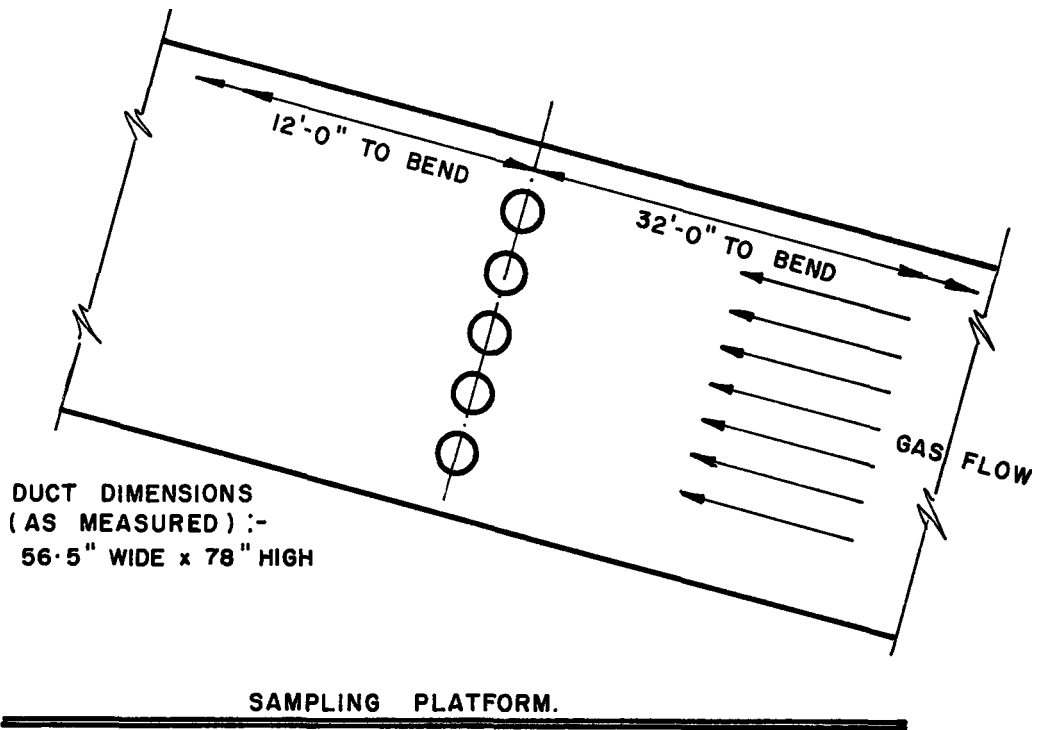 12'-0" TO BEND
32'-0" TO BEND
GAS FLOW
DUCT DIMENSIONS
(AS MEASURED) :-
56·5" WIDE x 78" HIGH
SAMPLING PLATFORM.